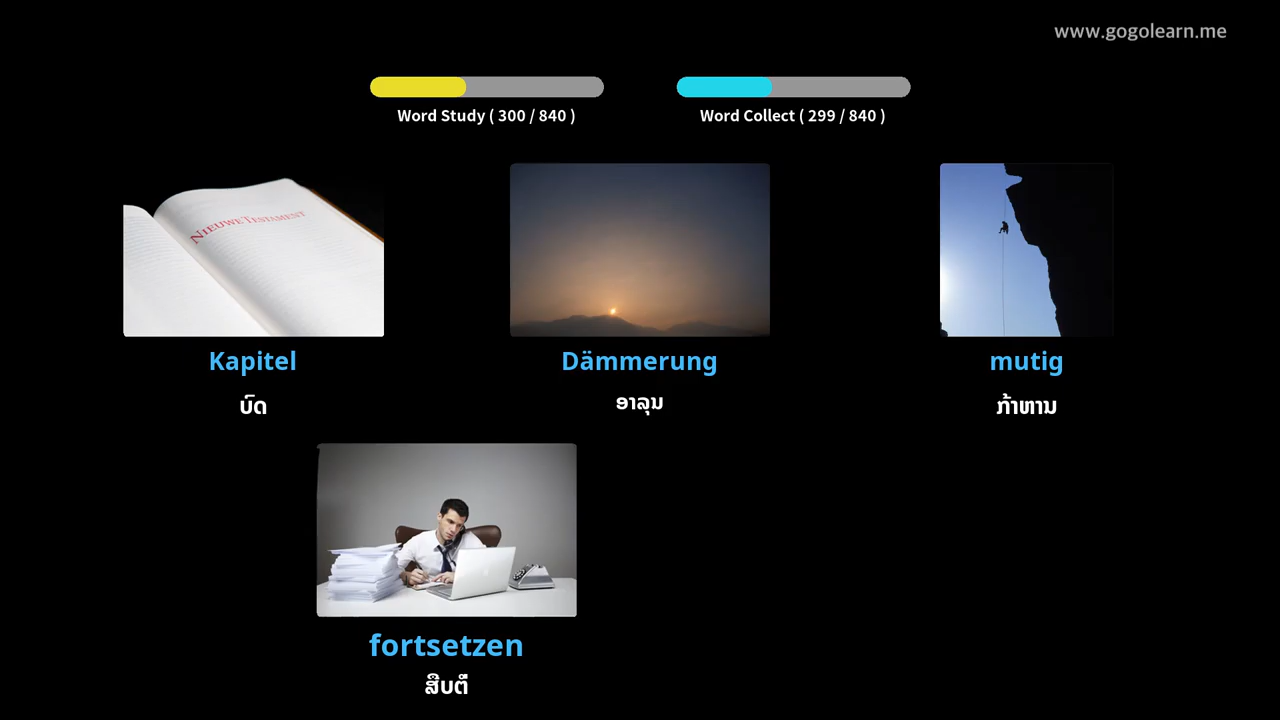 www.gogolearn.me
Word Study ( 300 / 840 )
Word Collect ( 299 / 840 )
NIEUWE TESTAMENT
Kapitel
ບົດ
Dämmerung
ອາລຸນ
mutig
ກ້າຫານ
fortsetzen
ສືບຕໍ່